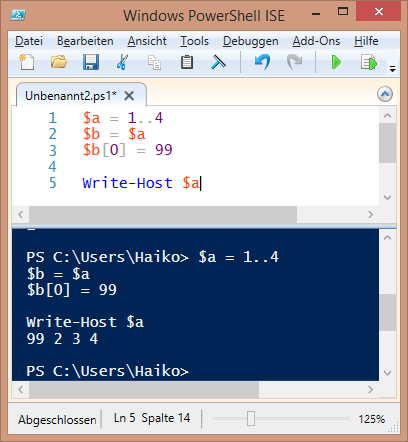 Windows PowerShell ISE
Datei Bearbeiten Ansicht Tools Debuggen Add-Ons Hilfe
Unbenannt2.ps1*
1 $a = 1..4
2 $b = $a
3 $b[0] = 99
4
5 Write-Host $a
PS C:\Users\Haiko> $a = 1..4
$b = $a
$b[0] = 99
Write-Host $a
99 2 3 4
PS C:\Users\Haiko>
Abgeschlossen Ln 5 Spalte 14 125%